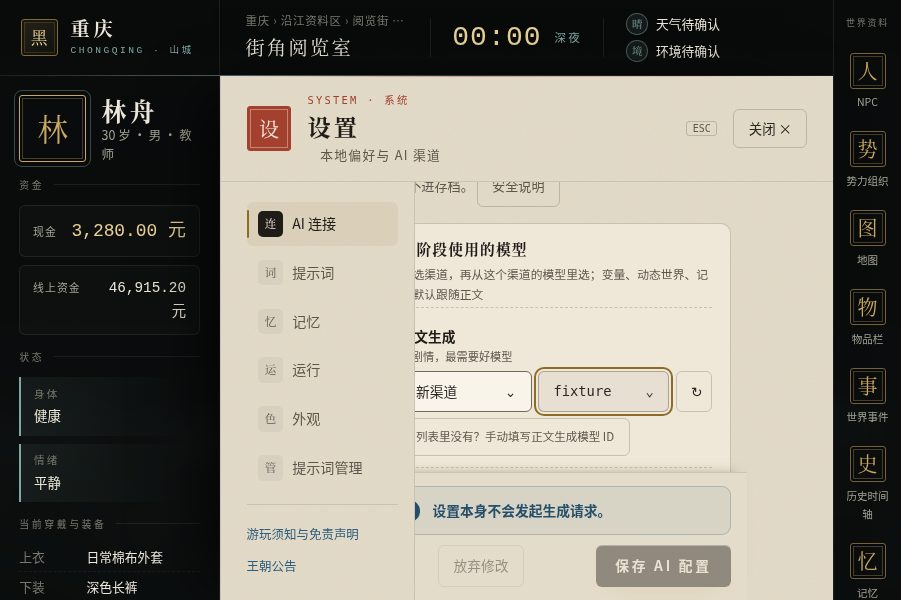 黑
重庆
CHONGQING · 山城
重庆 › 沿江资料区 › 阅览街 ···
街角阅览室
00:00 深夜
晴 天气待确认
境 环境待确认
世界资料
人
NPC
势
势力组织
图
地图
物
物品栏
事
世界事件
史
历史时间轴
忆
记忆
林
林舟
30 岁 · 男 · 教师
资金
现金 3,280.00 元
线上资金 46,915.20 元
状态
身体
健康
情绪
平静
当前穿戴与装备
上衣 日常棉布外套
下装 深色长裤
设
SYSTEM · 系统
设置
本地偏好与 AI 渠道
ESC
关闭 ×
连 AI 连接
词 提示词
忆 记忆
运 运行
色 外观
管 提示词管理
游玩须知与免责声明
王朝公告
进存档。
安全说明
阶段使用的模型
选渠道，再从这个渠道的模型里选；变量、动态世界、记
默认跟随正文
文生成
剧情，最需要好模型
新渠道
fixture
↻
列表里没有？手动填写正文生成模型 ID
设置本身不会发起生成请求。
放弃修改
保存 AI 配置